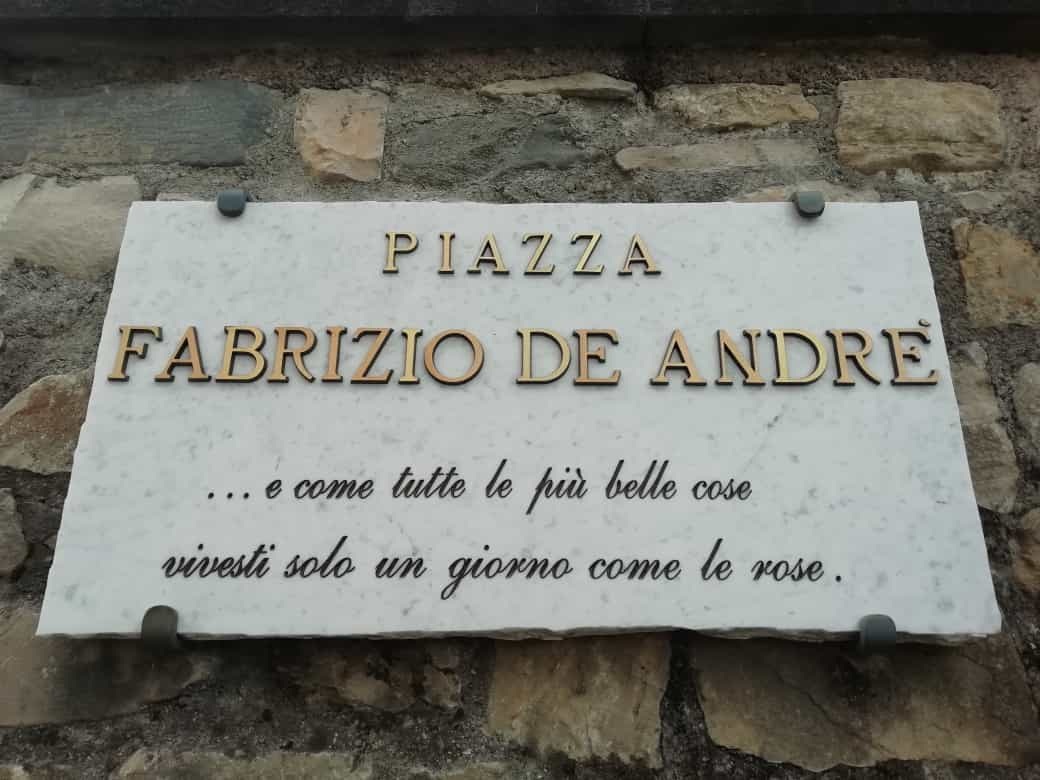 PIAZZA
FABRIZIO DE ANDRÈ
... e come tutte le più belle cose
vivesti solo un giorno come le rose.